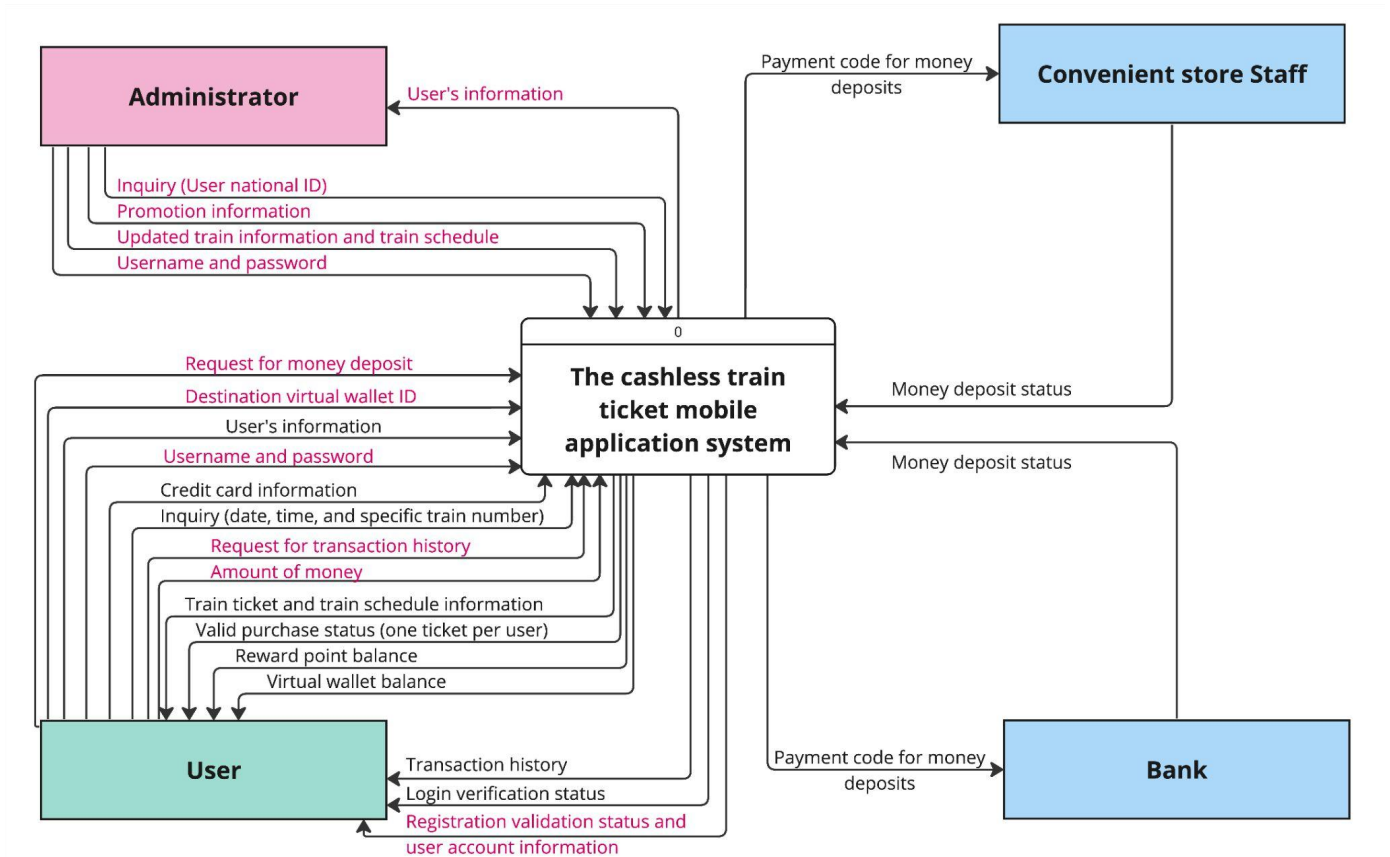 Administrator
User's information
Payment code for money
deposits
Convenient store Staff
Inquiry (User national ID)
Promotion information
Updated train information and train schedule
Username and password
0
The cashless train
ticket mobile
application system
Request for money deposit
Destination virtual wallet ID
User's information
Username and password
Credit card information
Inquiry (date, time, and specific train number)
Request for transaction history
Amount of money
Train ticket and train schedule information
Valid purchase status (one ticket per user)
Reward point balance
Virtual wallet balance
Money deposit status
Money deposit status
User
Transaction history
Login verification status
Registration validation status and
user account information
Payment code for money
deposits
Bank